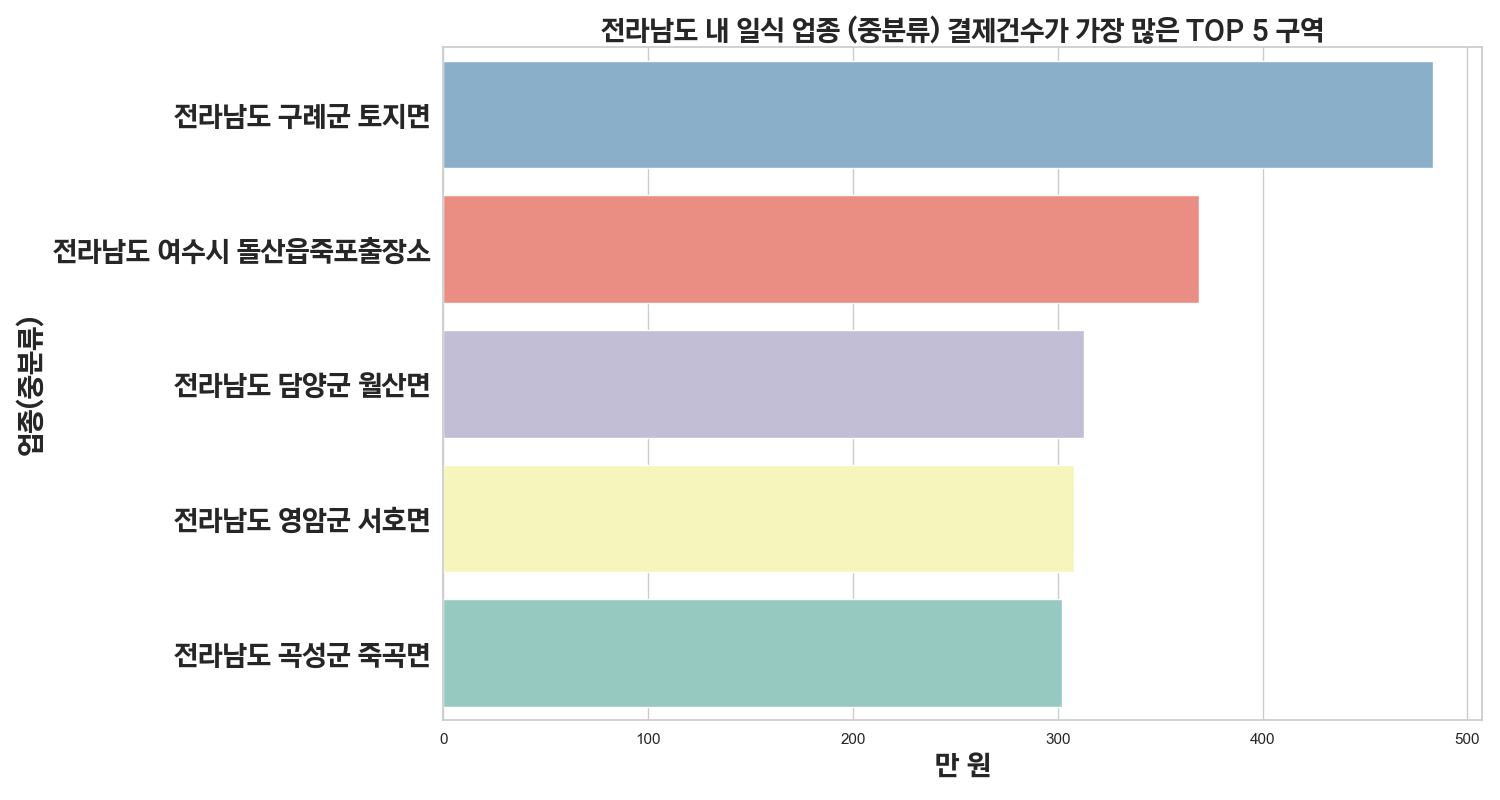 전라남도 내 일식 업종 (중분류) 결제건수가 가장 많은 TOP 5 구역
업종(중분류)
전라남도 구례군 토지면
전라남도 여수시 돌산읍죽포출장소
전라남도 담양군 월산면
전라남도 영암군 서호면
전라남도 곡성군 죽곡면
0 100 200 300 400 500
만 원